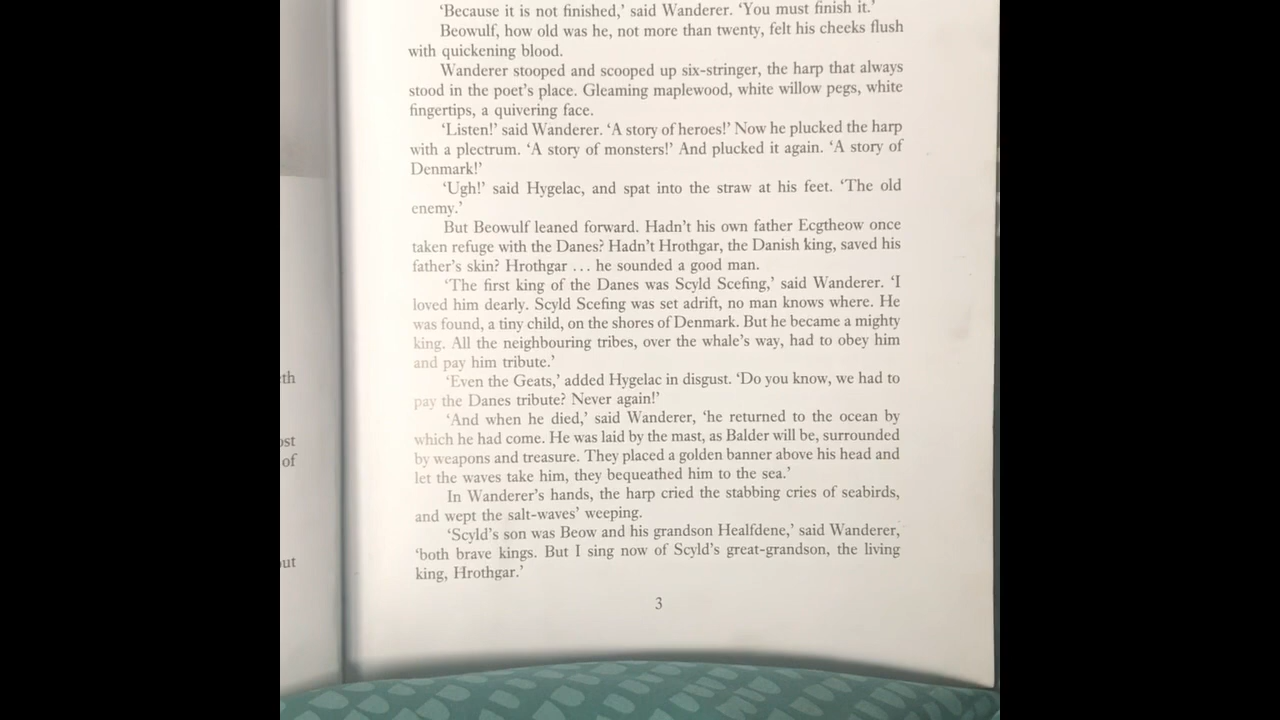 ‘Because it is not finished,’ said Wanderer. ‘You must finish it.’
Beowulf, how old was he, not more than twenty, felt his cheeks flush
with quickening blood.
Wanderer stooped and scooped up six-stringer, the harp that always
stood in the poet’s place. Gleaming maplewood, white willow pegs, white
fingertips, a quivering face.
‘Listen!’ said Wanderer. ‘A story of heroes!’ Now he plucked the harp
with a plectrum. ‘A story of monsters!’ And plucked it again. ‘A story of
Denmark!’
‘Ugh!’ said Hygelac, and spat into the straw at his feet. ‘The old
enemy.’
But Beowulf leaned forward. Hadn’t his own father Ecgtheow once
taken refuge with the Danes? Hadn’t Hrothgar, the Danish king, saved his
father’s skin? Hrothgar ... he sounded a good man.
‘The first king of the Danes was Scyld Scefing,’ said Wanderer. ‘I
loved him dearly. Scyld Scefing was set adrift, no man knows where. He
was found, a tiny child, on the shores of Denmark. But he became a mighty
king. All the neighbouring tribes, over the whale’s way, had to obey him
and pay him tribute.’
‘Even the Geats,’ added Hygelac in disgust. ‘Do you know, we had to
pay the Danes tribute? Never again!’
‘And when he died,’ said Wanderer, ‘he returned to the ocean by
which he had come. He was laid by the mast, as Balder will be, surrounded
by weapons and treasure. They placed a golden banner above his head and
let the waves take him, they bequeathed him to the sea.’
In Wanderer’s hands, the harp cried the stabbing cries of seabirds,
and wept the salt-waves’ weeping.
‘Scyld’s son was Beow and his grandson Healfdene,’ said Wanderer,
‘both brave kings. But I sing now of Scyld’s great-grandson, the living
king, Hrothgar.’
3
of